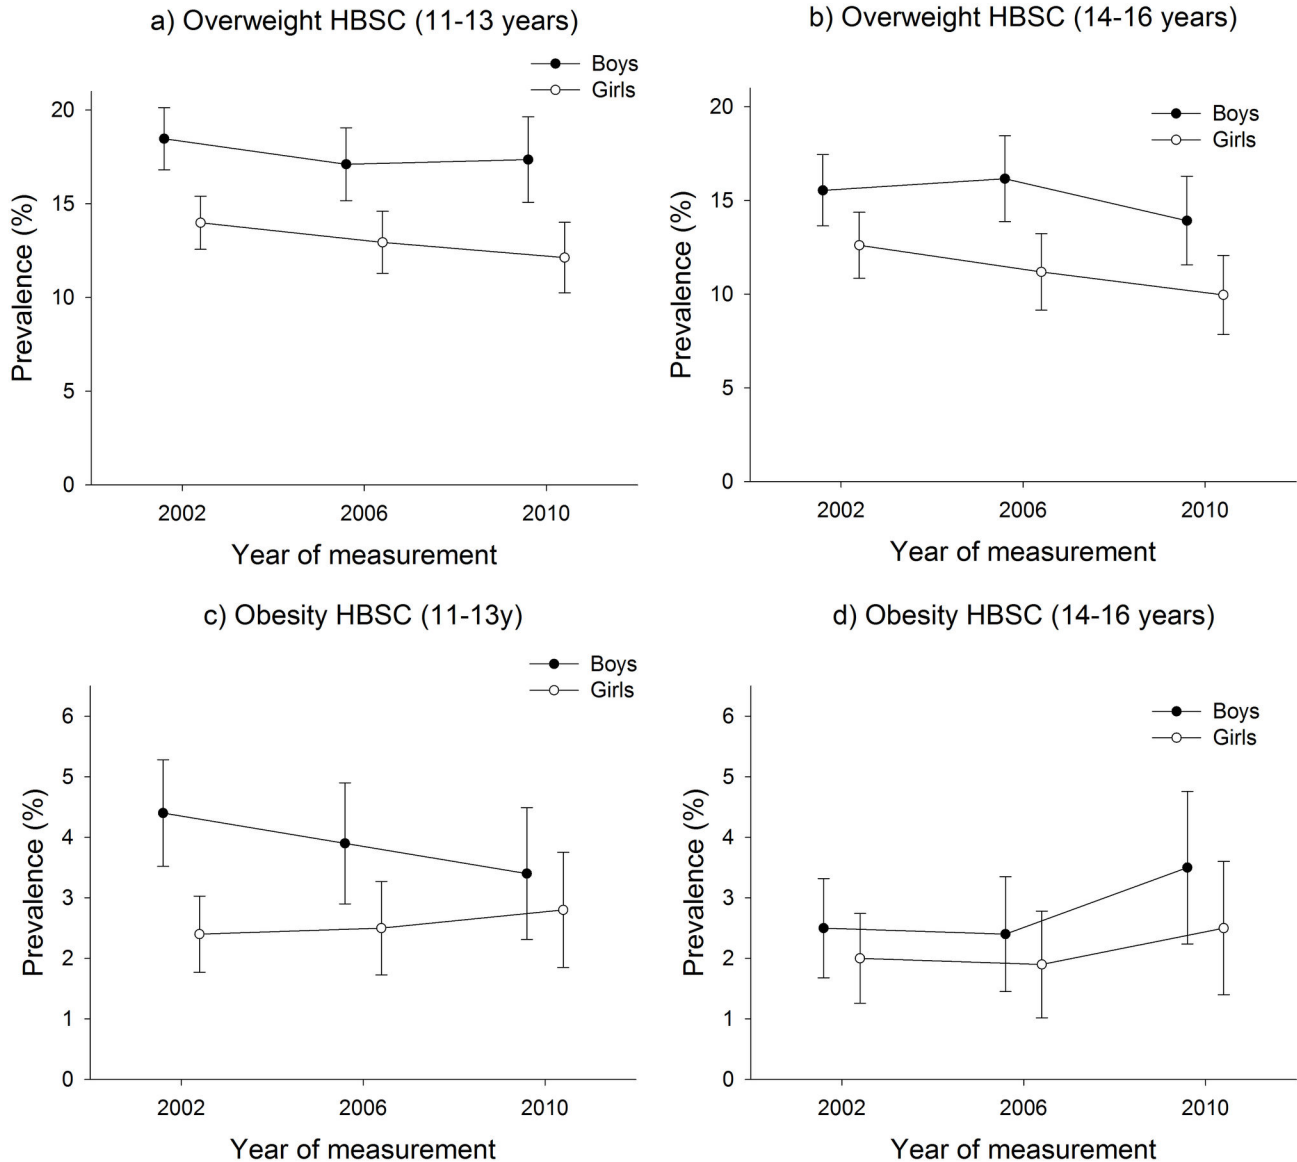 a) Overweight HBSC (11-13 years)
Boys
Girls
20
15
10
5
0
Prevalence (%)
2002 2006 2010
Year of measurement
b) Overweight HBSC (14-16 years)
Boys
Girls
20
15
10
5
0
Prevalence (%)
2002 2006 2010
Year of measurement
c) Obesity HBSC (11-13y)
Boys
Girls
6
5
4
3
2
1
0
Prevalence (%)
2002 2006 2010
Year of measurement
d) Obesity HBSC (14-16 years)
Boys
Girls
6
5
4
3
2
1
0
Prevalence (%)
2002 2006 2010
Year of measurement